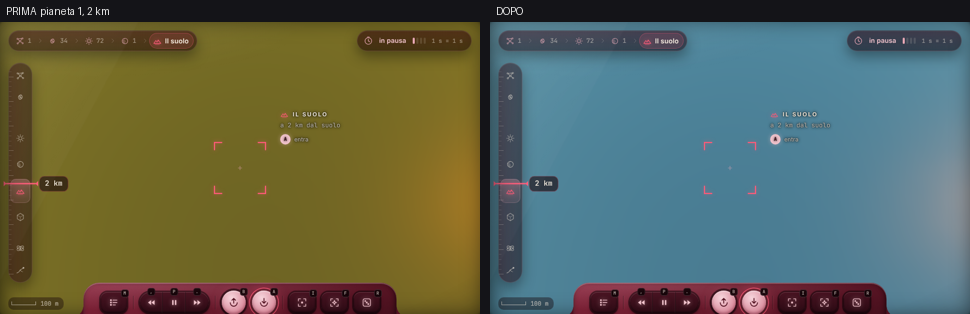 PRIMA pianeta 1, 2 km
DOPO
1 34 72 1 Il suolo
in pausa 1 s = 1 s
IL SUOLO
a 2 km dal suolo
A entra
2 km
100 m
1 34 72 1 Il suolo
in pausa 1 s = 1 s
IL SUOLO
a 2 km dal suolo
A entra
2 km
100 m